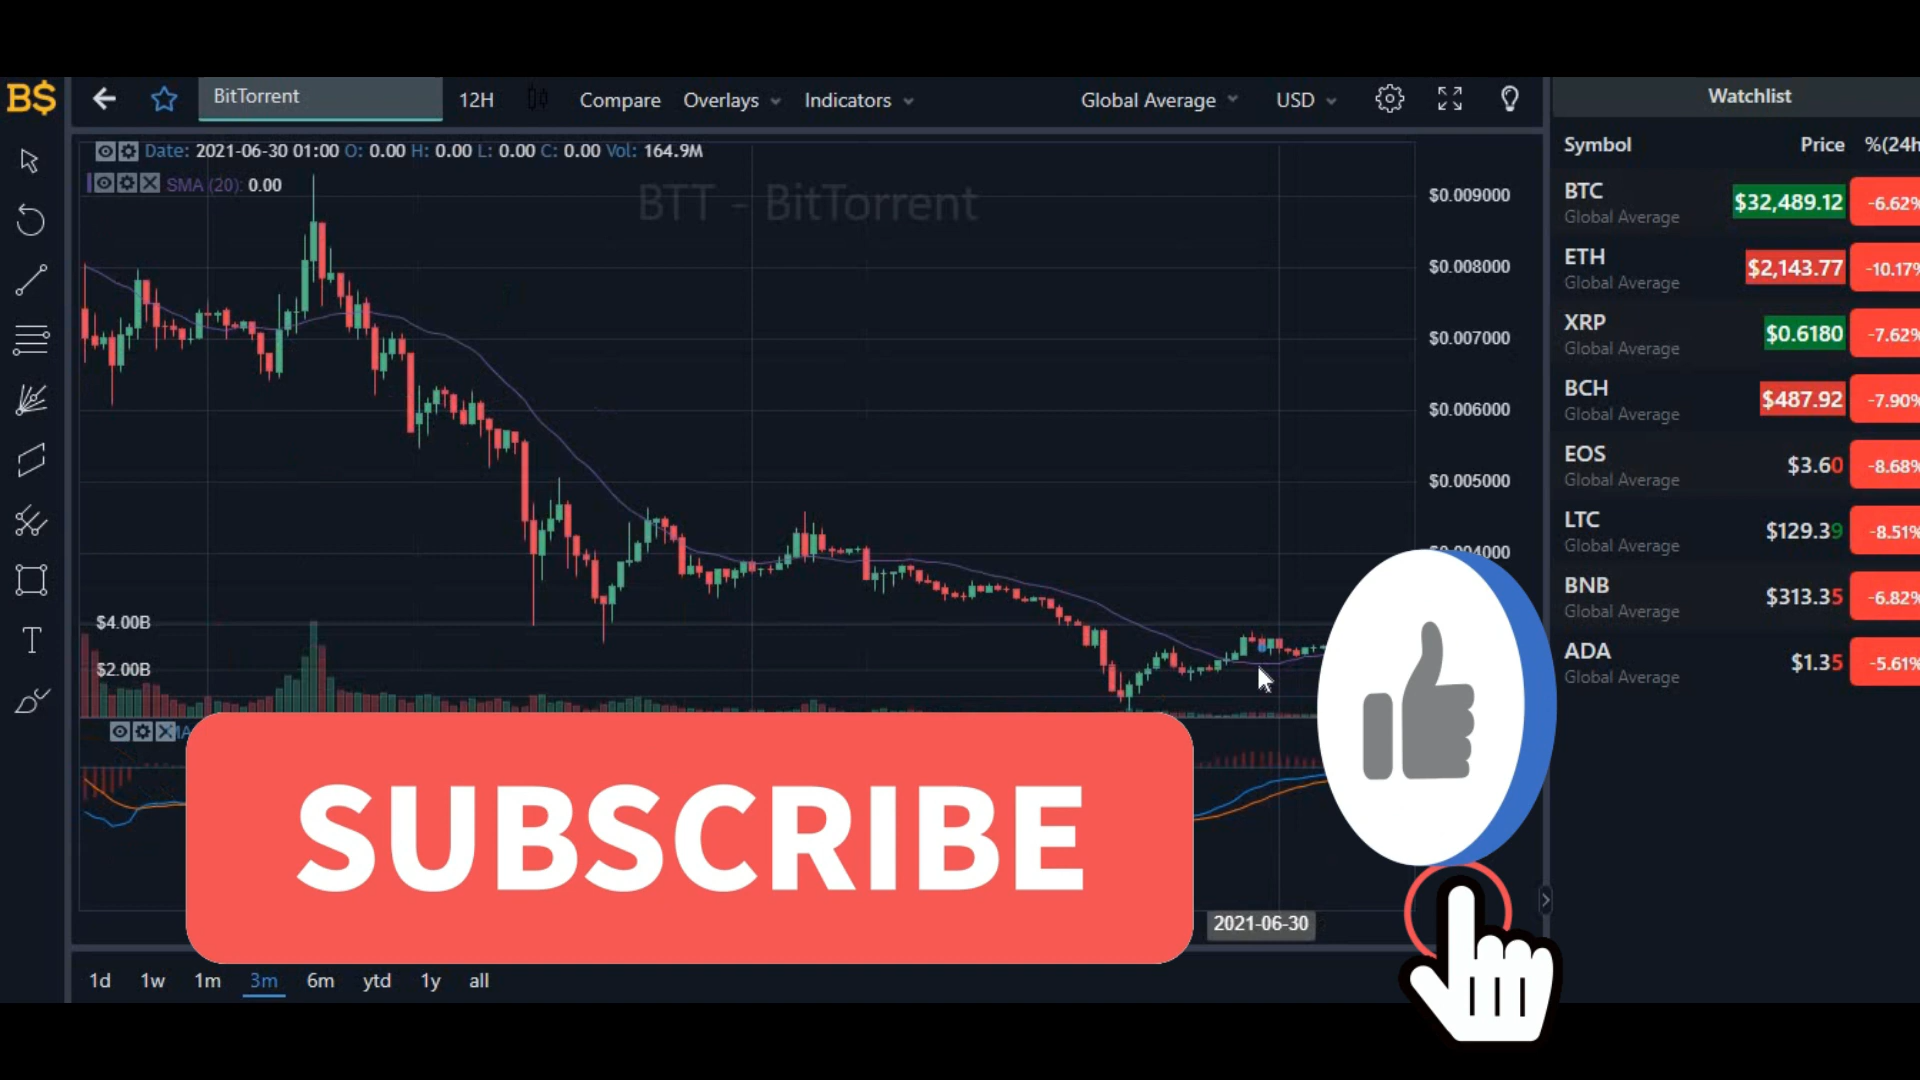 B$
BitTorrent
12H
Compare
Overlays
Indicators
Global Average
USD
Date: 2021-06-30 01:00 O: 0.00 H: 0.00 L: 0.00 C: 0.00 Vol: 164.9M
SMA (20): 0.00
BTT - BitTorrent
$0.009000
$0.008000
$0.007000
$0.006000
$0.005000
$4.00B
$2.00B
T
SUBSCRIBE
2021-06-30
1d 1w 1m 3m 6m ytd 1y all
Watchlist
Symbol Price %(24h
BTC $32,489.12 -6.62%
Global Average
ETH $2,143.77 -10.17%
Global Average
XRP $0.6180 -7.62%
Global Average
BCH $487.92 -7.90%
Global Average
EOS $3.60 -8.68%
Global Average
LTC $129.39 -8.51%
Global Average
BNB $313.35 -6.82%
Global Average
ADA $1.35 -5.61%
Global Average